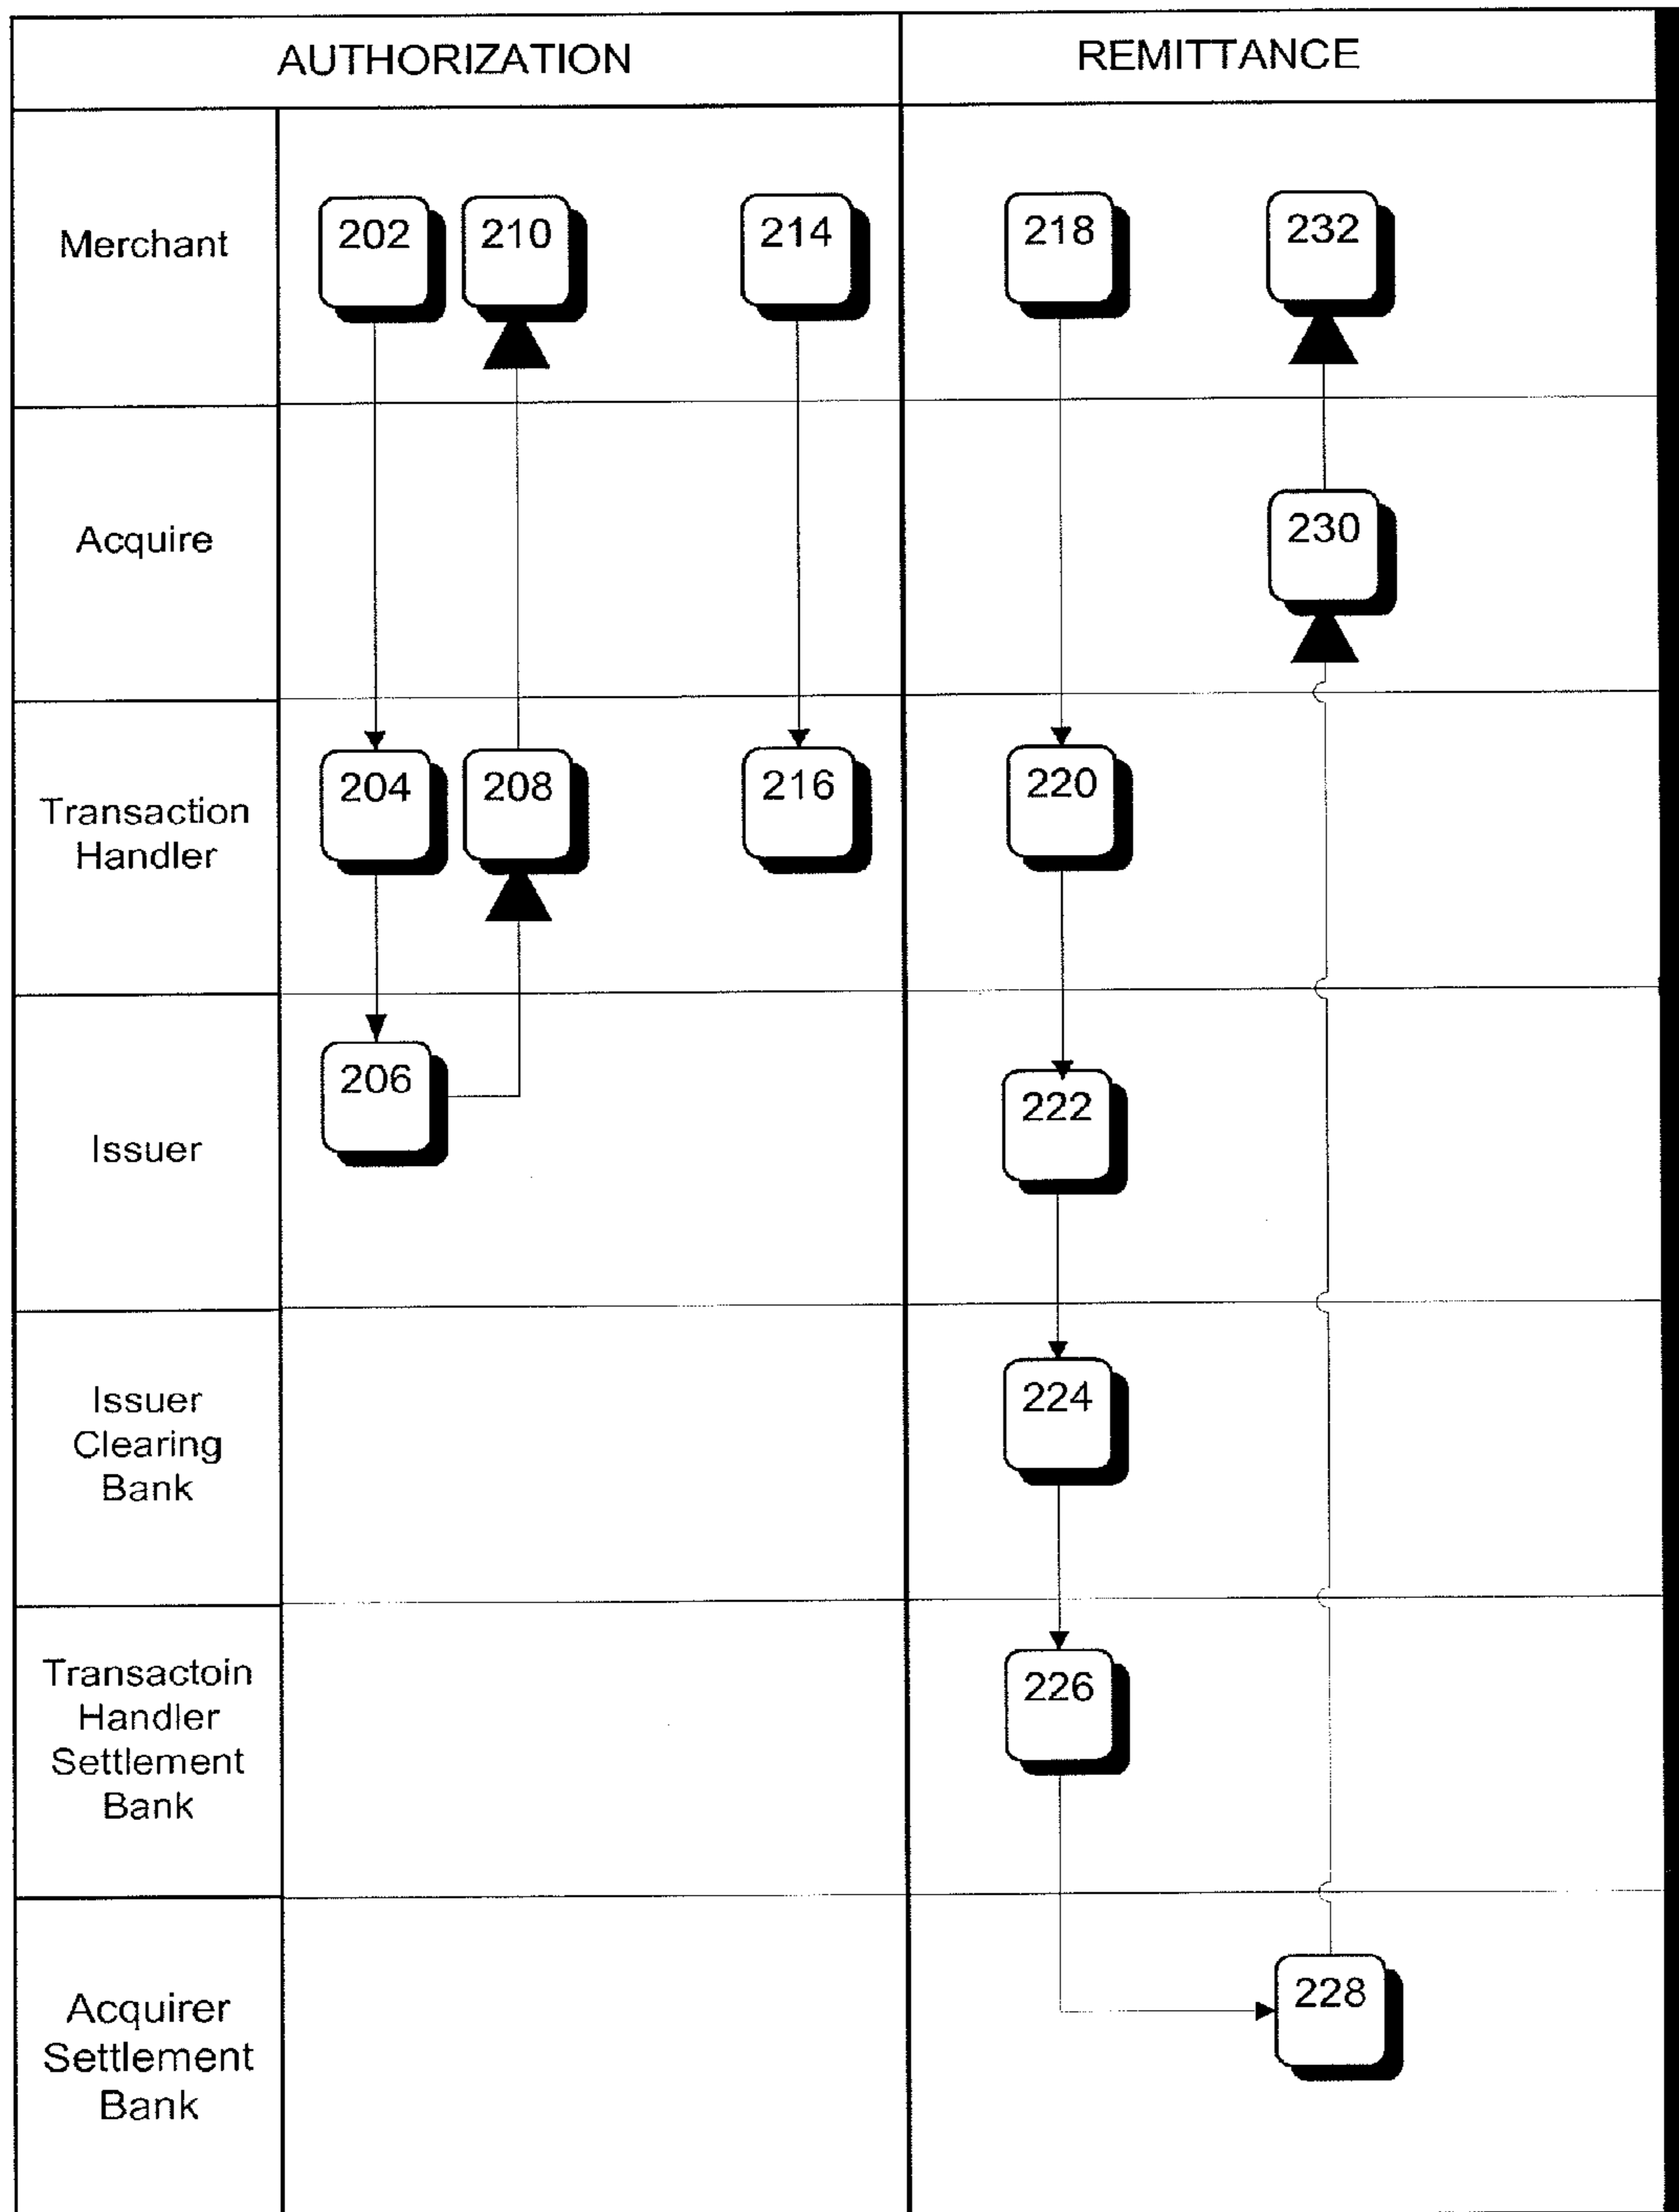 AUTHORIZATION
REMITTANCE
Merchant
202
210
214
218
232
Acquire
230
Transaction
Handler
204
208
216
220
Issuer
206
222
Issuer
Clearing
Bank
224
Transactoin
Handler
Settlement
Bank
226
Acquirer
Settlement
Bank
228